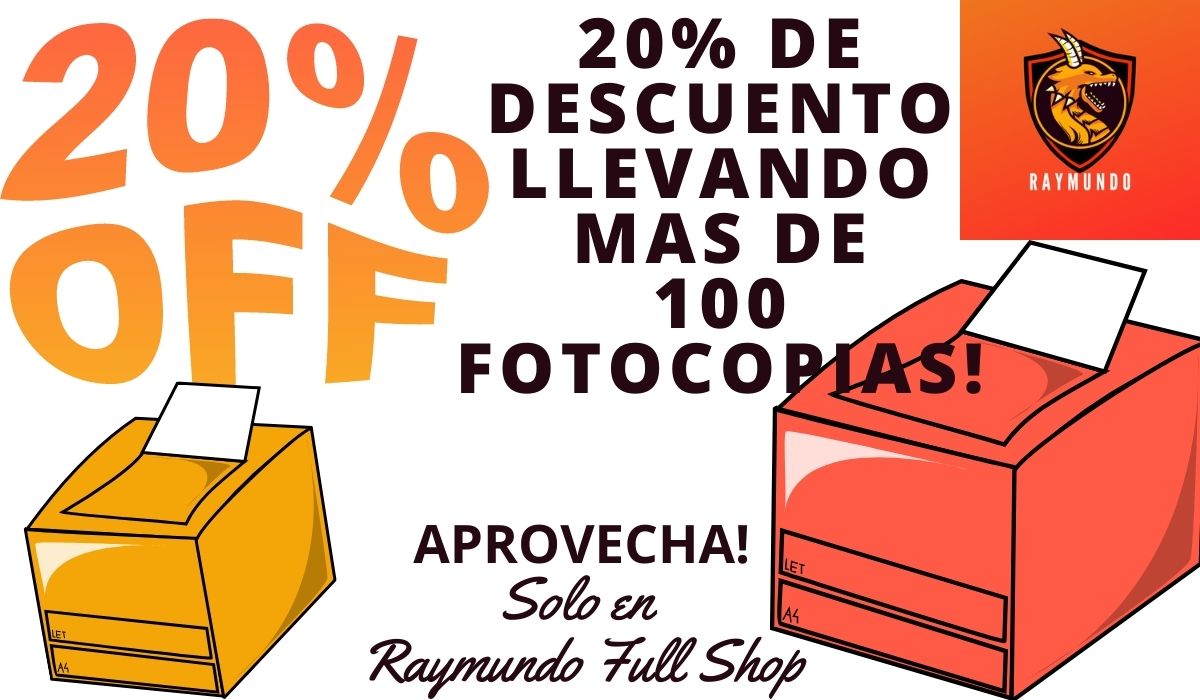 20%
OFF
20% DE
DESCUENTO
LLEVANDO
MAS DE
100
FOTOCOPIAS!
RAYMUNDO
APROVECHA!
Solo en
Raymundo Full Shop
LET
A4
LET
A4